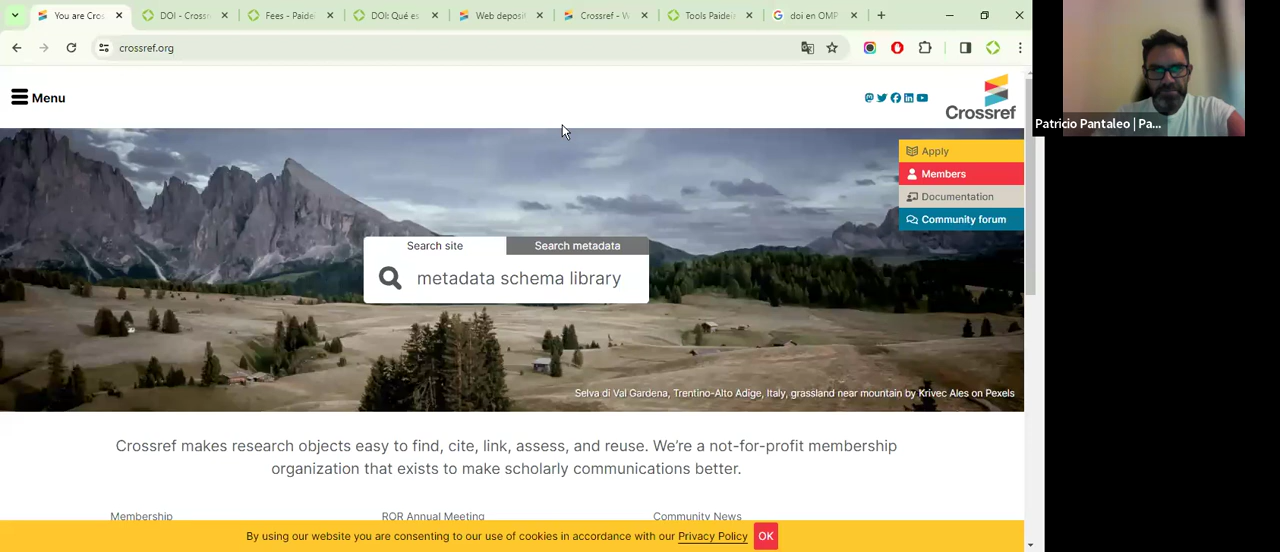 You are Cros
DOI - Crossr
Fees - Paidei
DOI: Qué es
Web deposit
Crossref - W
Tools Paideia
doi en OMP
crossref.org
Menu
Crossref
Patricio Pantaleo | Pa...
Apply
Members
Documentation
Community forum
Search site
Search metadata
metadata schema library
Selva di Val Gardena, Trentino-Alto Adige, Italy, grassland near mountain by Krivec Ales on Pexels
Crossref makes research objects easy to find, cite, link, assess, and reuse. We're a not-for-profit membership
organization that exists to make scholarly communications better.
Membership
ROR Annual Meeting
Community News
By using our website you are consenting to our use of cookies in accordance with our Privacy Policy
OK